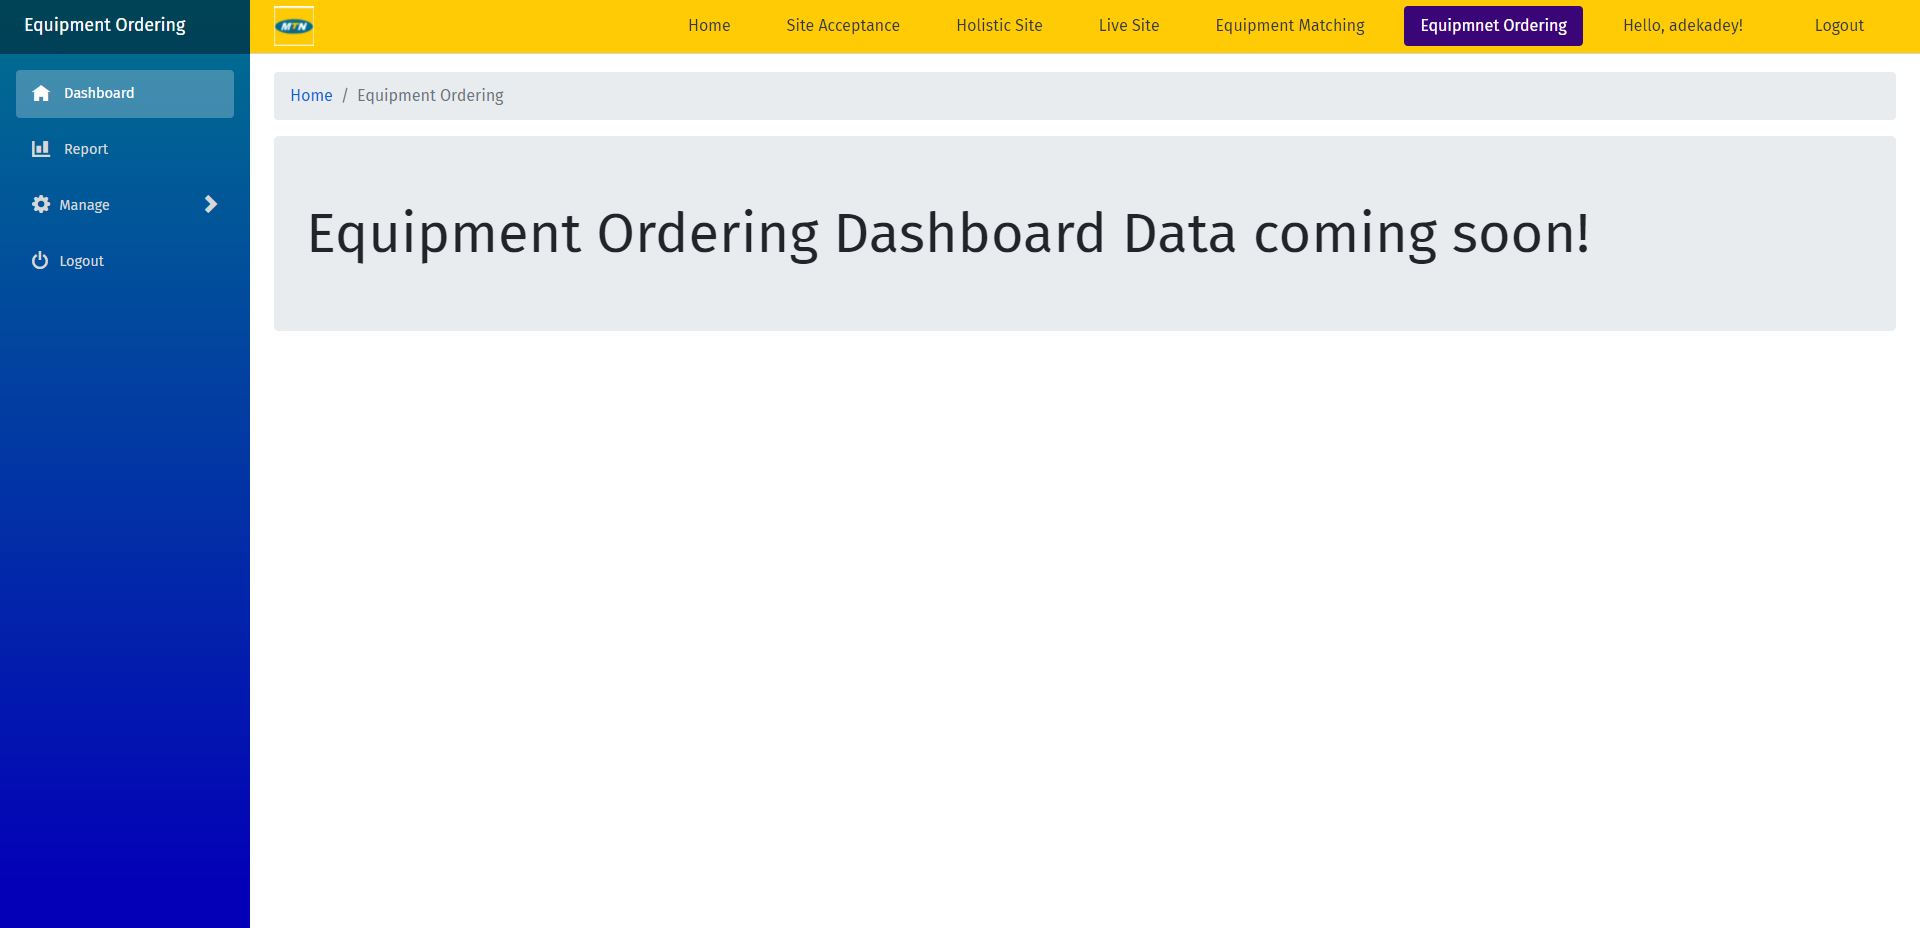 Equipment Ordering
MTN
Home Site Acceptance Holistic Site Live Site Equipment Matching Equipmnet Ordering Hello, adekadey! Logout
Dashboard
Report
Manage
Logout
Home / Equipment Ordering
Equipment Ordering Dashboard Data coming soon!